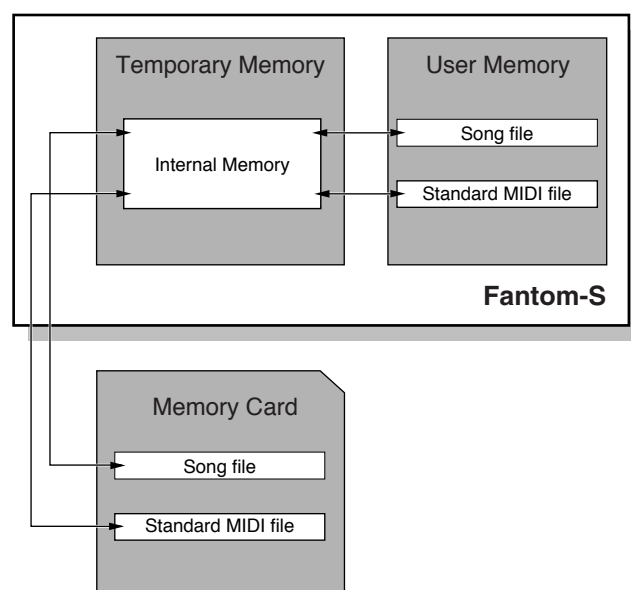 Temporary Memory
User Memory
Internal Memory
Song file
Standard MIDI file
Fantom-S
Memory Card
Song file
Standard MIDI file